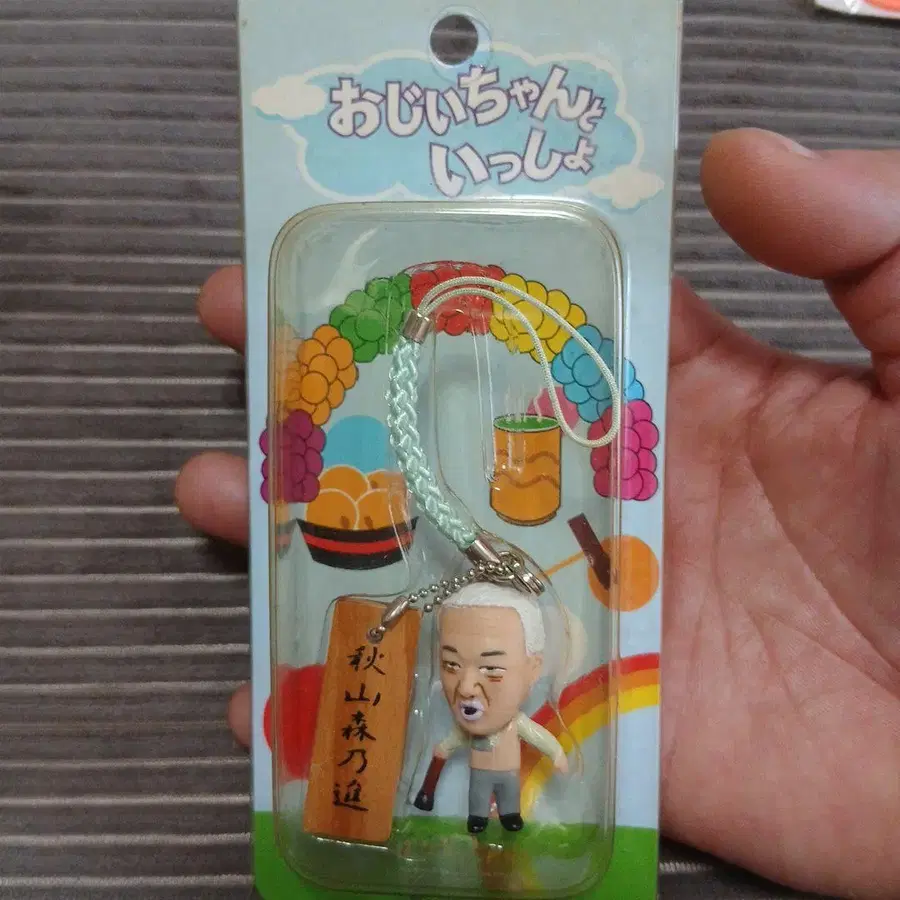 おじいちゃんと
いっしょ
秋山森乃進